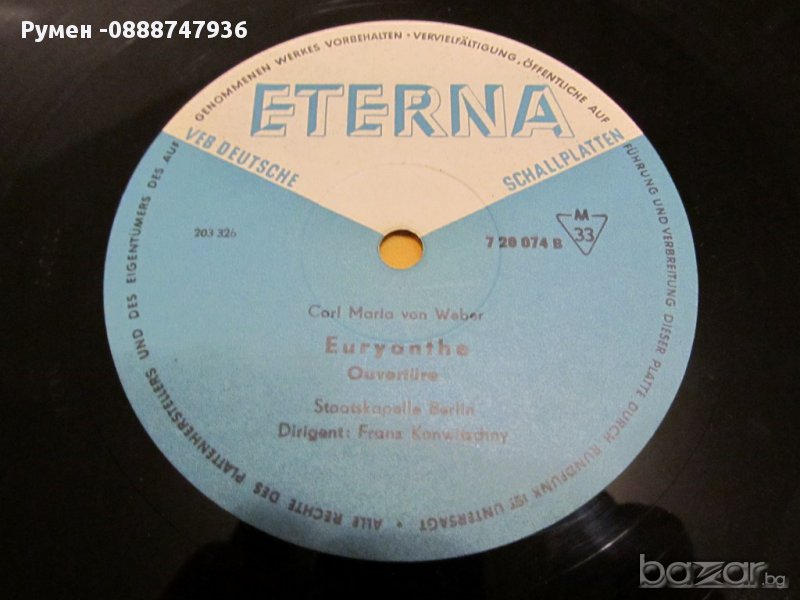 Румен -0888747936
GENOMMENEN WERKES VORBEHALTEN · VERVIELFÄLTIGUNG, ÖFFENTLICHE AUF
FÜHRUNG UND VERBREITUNG DIESER PLATTE DURCH RUNDFUNK IST UNTERSAGT · ALLE RECHTE DES PLATTENHERSTELLERS UND DES EIGENTÜMERS DES AUF
ETERNA
VEB DEUTSCHE SCHALLPLATTEN
203 326
7 20 074 B
M
33
Carl Maria von Weber
Euryanthe
Ouvertüre
Staatskapelle Berlin
Dirigent: Franz Konwitschny
bazar.bg